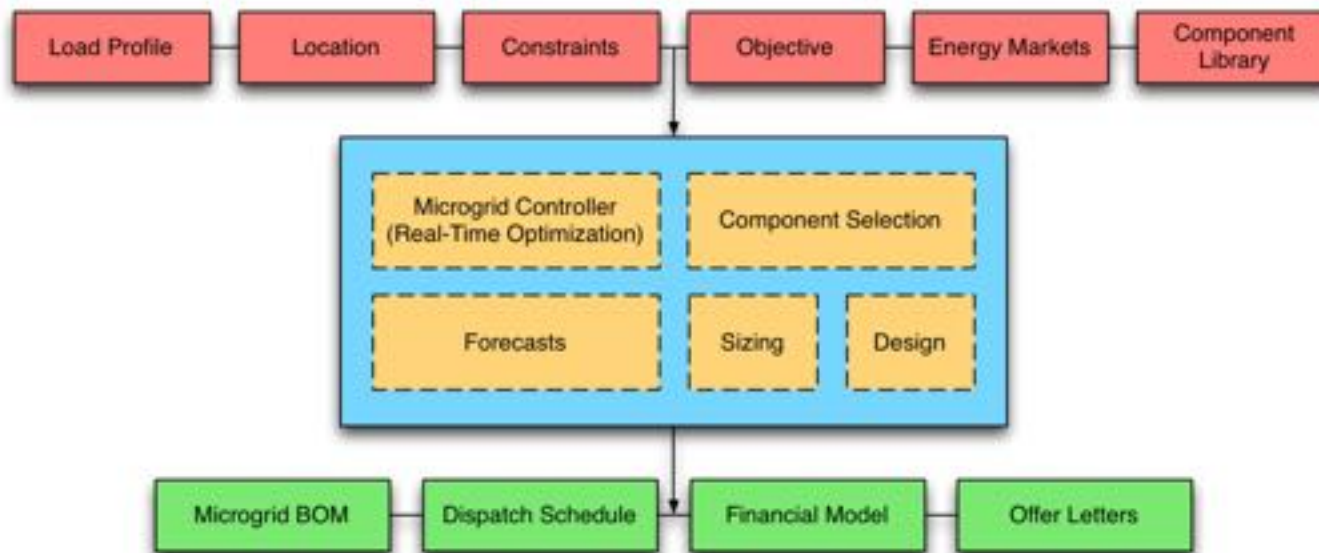 Load Profile
Location
Constraints
Objective
Energy Markets
Component
Library
Microgrid Controller
(Real-Time Optimization)
Component Selection
Forecasts
Sizing
Design
Microgrid BOM
Dispatch Schedule
Financial Model
Offer Letters